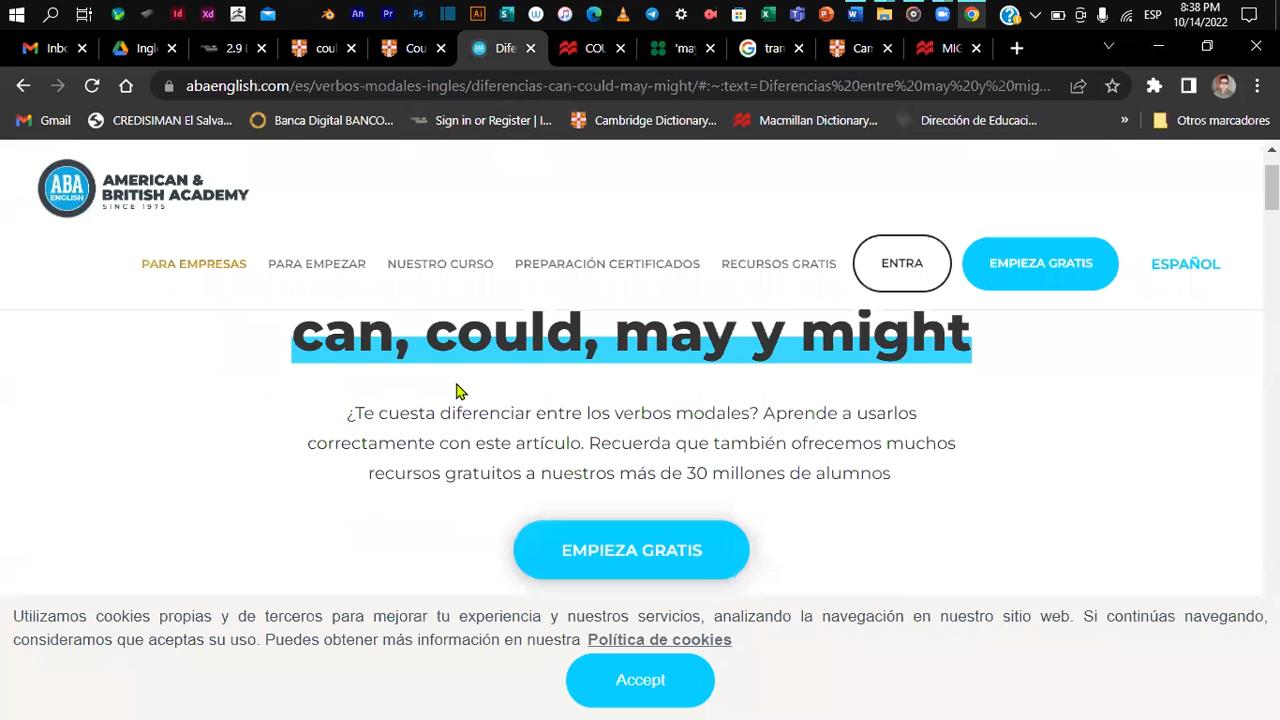 An Pr Ps Ai
ESP
8:38 PM
10/14/2022
Inbo
Ingl
2.9
coul
Cou
Dife
COU
'may
tran
Can
MIG
abaenglish.com/es/verbos-modales-ingles/diferencias-can-could-may-might/#:~:text=Diferencias%20entre%20may%20y%20mig...
Gmail
CREDISIMAN El Salva...
Banca Digital BANCO...
Sign in or Register | I...
Cambridge Dictionary...
Macmillan Dictionary...
Dirección de Educaci...
»
Otros marcadores
ABA ENGLISH
AMERICAN &
BRITISH ACADEMY
SINCE 1975
PARA EMPRESAS
PARA EMPEZAR
NUESTRO CURSO
PREPARACIÓN CERTIFICADOS
RECURSOS GRATIS
ENTRA
EMPIEZA GRATIS
ESPAÑOL
can, could, may y might
¿Te cuesta diferenciar entre los verbos modales? Aprende a usarlos
correctamente con este artículo. Recuerda que también ofrecemos muchos
recursos gratuitos a nuestros más de 30 millones de alumnos
EMPIEZA GRATIS
Utilizamos cookies propias y de terceros para mejorar tu experiencia y nuestros servicios, analizando la navegación en nuestro sitio web. Si continúas navegando,
consideramos que aceptas su uso. Puedes obtener más información en nuestra Política de cookies
Accept